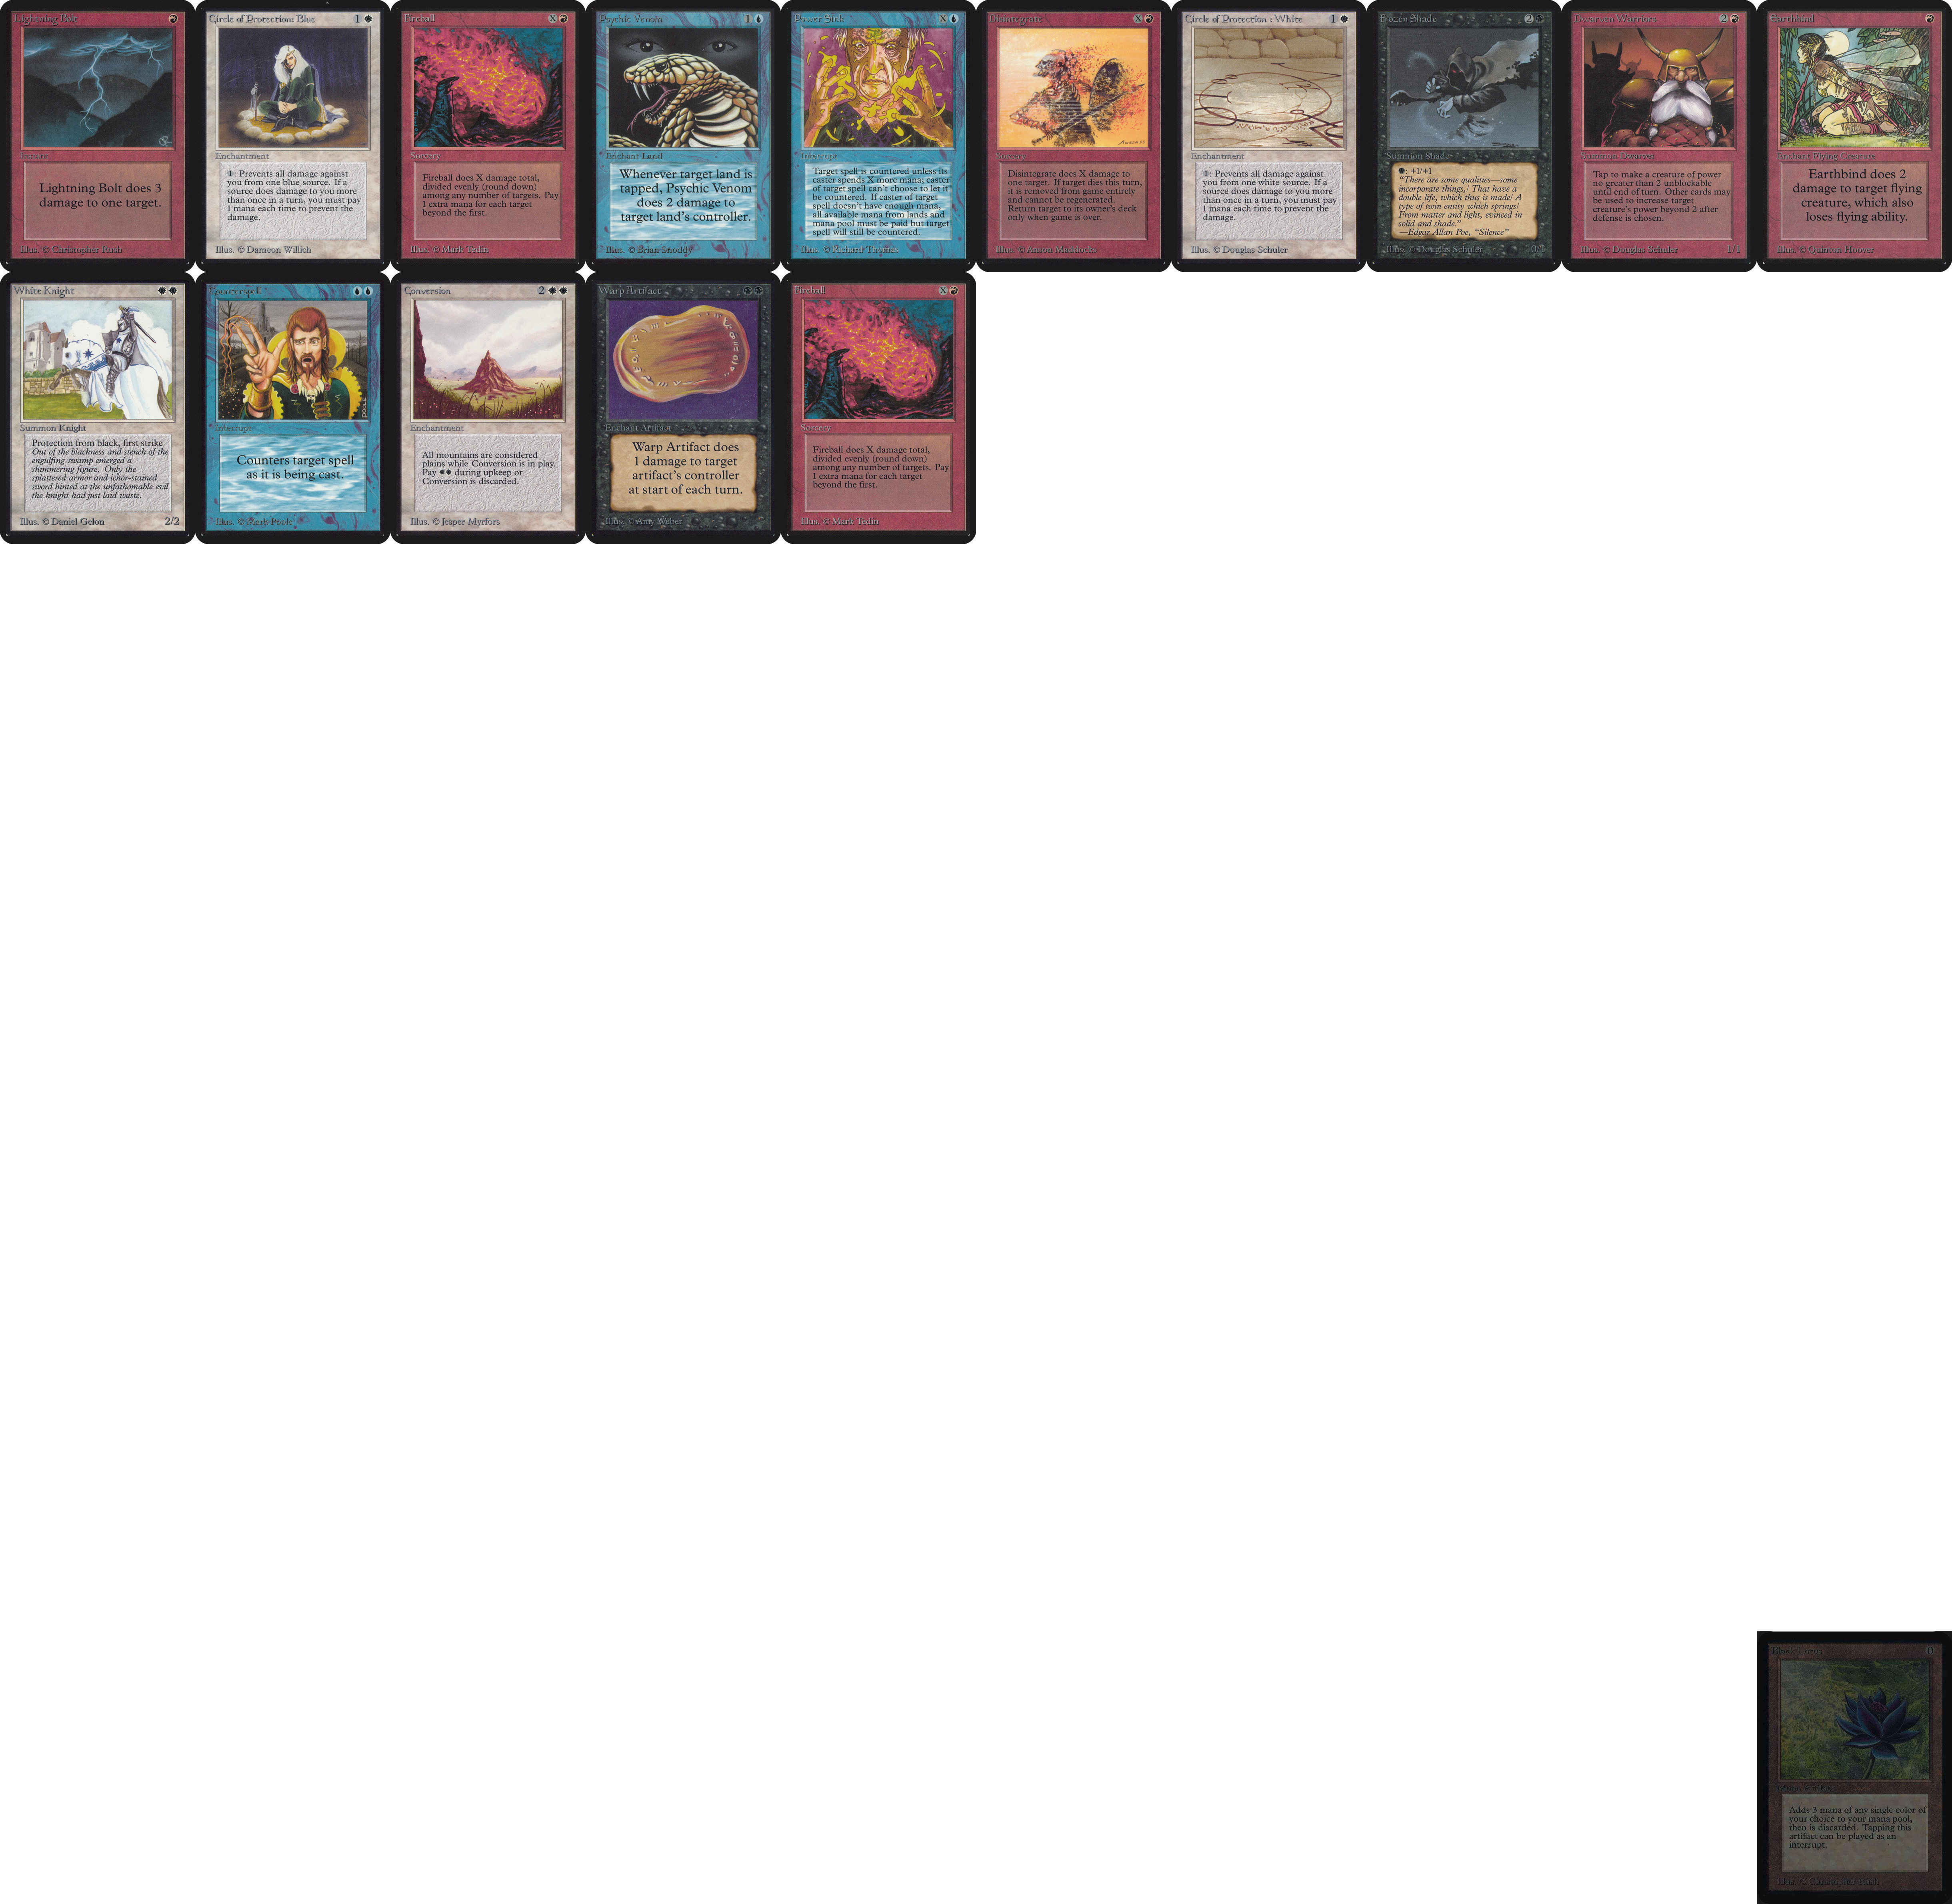 Lightning Bolt
Instant
Lightning Bolt does 3
damage to one target.
Illus. © Christopher Rush
Circle of Protection: Blue 1
Enchantment
1: Prevents all damage against
you from one blue source. If a
source does damage to you more
than once in a turn, you must pay
1 mana each time to prevent the
damage.
Illus. © Dameon Willich
Fireball X
Sorcery
Fireball does X damage total,
divided evenly (round down)
among any number of targets. Pay
1 extra mana for each target
beyond the first.
Illus. © Mark Tedin
Psychic Venom 1
Enchant Land
Whenever target land is
tapped, Psychic Venom
does 2 damage to
target land's controller.
Illus. © Brian Snoddy
Power Sink X
Interrupt
Target spell is countered unless its
caster spends X more mana; caster
of target spell can't choose to let it
be countered. If caster of target
spell doesn't have enough mana,
all available mana from lands and
mana pool must be paid but target
spell will still be countered.
Illus. © Richard Thomas
Disintegrate X
Sorcery
Disintegrate does X damage to
one target. If target dies this turn,
it is removed from game entirely
and cannot be regenerated.
Return target to its owner's deck
only when game is over.
Illus. © Anson Maddocks
Circle of Protection : White 1
Enchantment
1: Prevents all damage against
you from one white source. If a
source does damage to you more
than once in a turn, you must pay
1 mana each time to prevent the
damage.
Illus. © Douglas Schuler
Frozen Shade 2
Summon Shade
: +1/+1
"There are some qualities—some
incorporate things,/ That have a
double life, which thus is made/ A
type of twin entity which springs/
From matter and light, evinced in
solid and shade."
—Edgar Allan Poe, "Silence"
Illus. © Douglas Schuler 0/1
Dwarven Warriors 2
Summon Dwarves
Tap to make a creature of power
no greater than 2 unblockable
until end of turn. Other cards may
be used to increase target
creature's power beyond 2 after
defense is chosen.
Illus. © Douglas Schuler 1/1
Earthbind
Enchant Flying Creature
Earthbind does 2
damage to target flying
creature, which also
loses flying ability.
Illus. © Quinton Hoover
White Knight
Summon Knight
Protection from black, first strike
Out of the blackness and stench of the
engulfing swamp emerged a
shimmering figure. Only the
splattered armor and ichor-stained
sword hinted at the unfathomable evil
the knight had just laid waste.
Illus. © Daniel Gelon 2/2
Counterspell
Interrupt
Counters target spell
as it is being cast.
Illus. © Mark Poole
Conversion 2
Enchantment
All mountains are considered
plains while Conversion is in play.
Pay during upkeep or
Conversion is discarded.
Illus. © Jesper Myrfors
Warp Artifact
Enchant Artifact
Warp Artifact does
1 damage to target
artifact's controller
at start of each turn.
Illus. © Amy Weber
Fireball X
Sorcery
Fireball does X damage total,
divided evenly (round down)
among any number of targets. Pay
1 extra mana for each target
beyond the first.
Illus. © Mark Tedin
Black Lotus 0
Adds 3 mana of any single color of
your choice to your mana pool,
then is discarded. Tapping this
artifact can be played as an
interrupt.